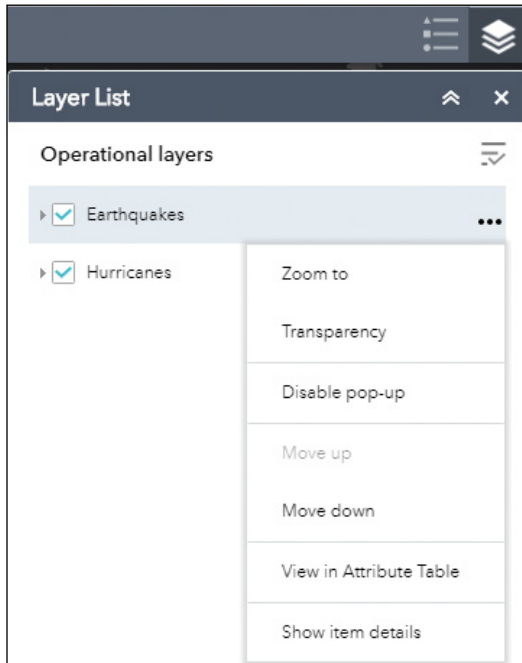 Layer List
Operational layers
Earthquakes
Hurricanes
Zoom to
Transparency
Disable pop-up
Move up
Move down
View in Attribute Table
Show item details